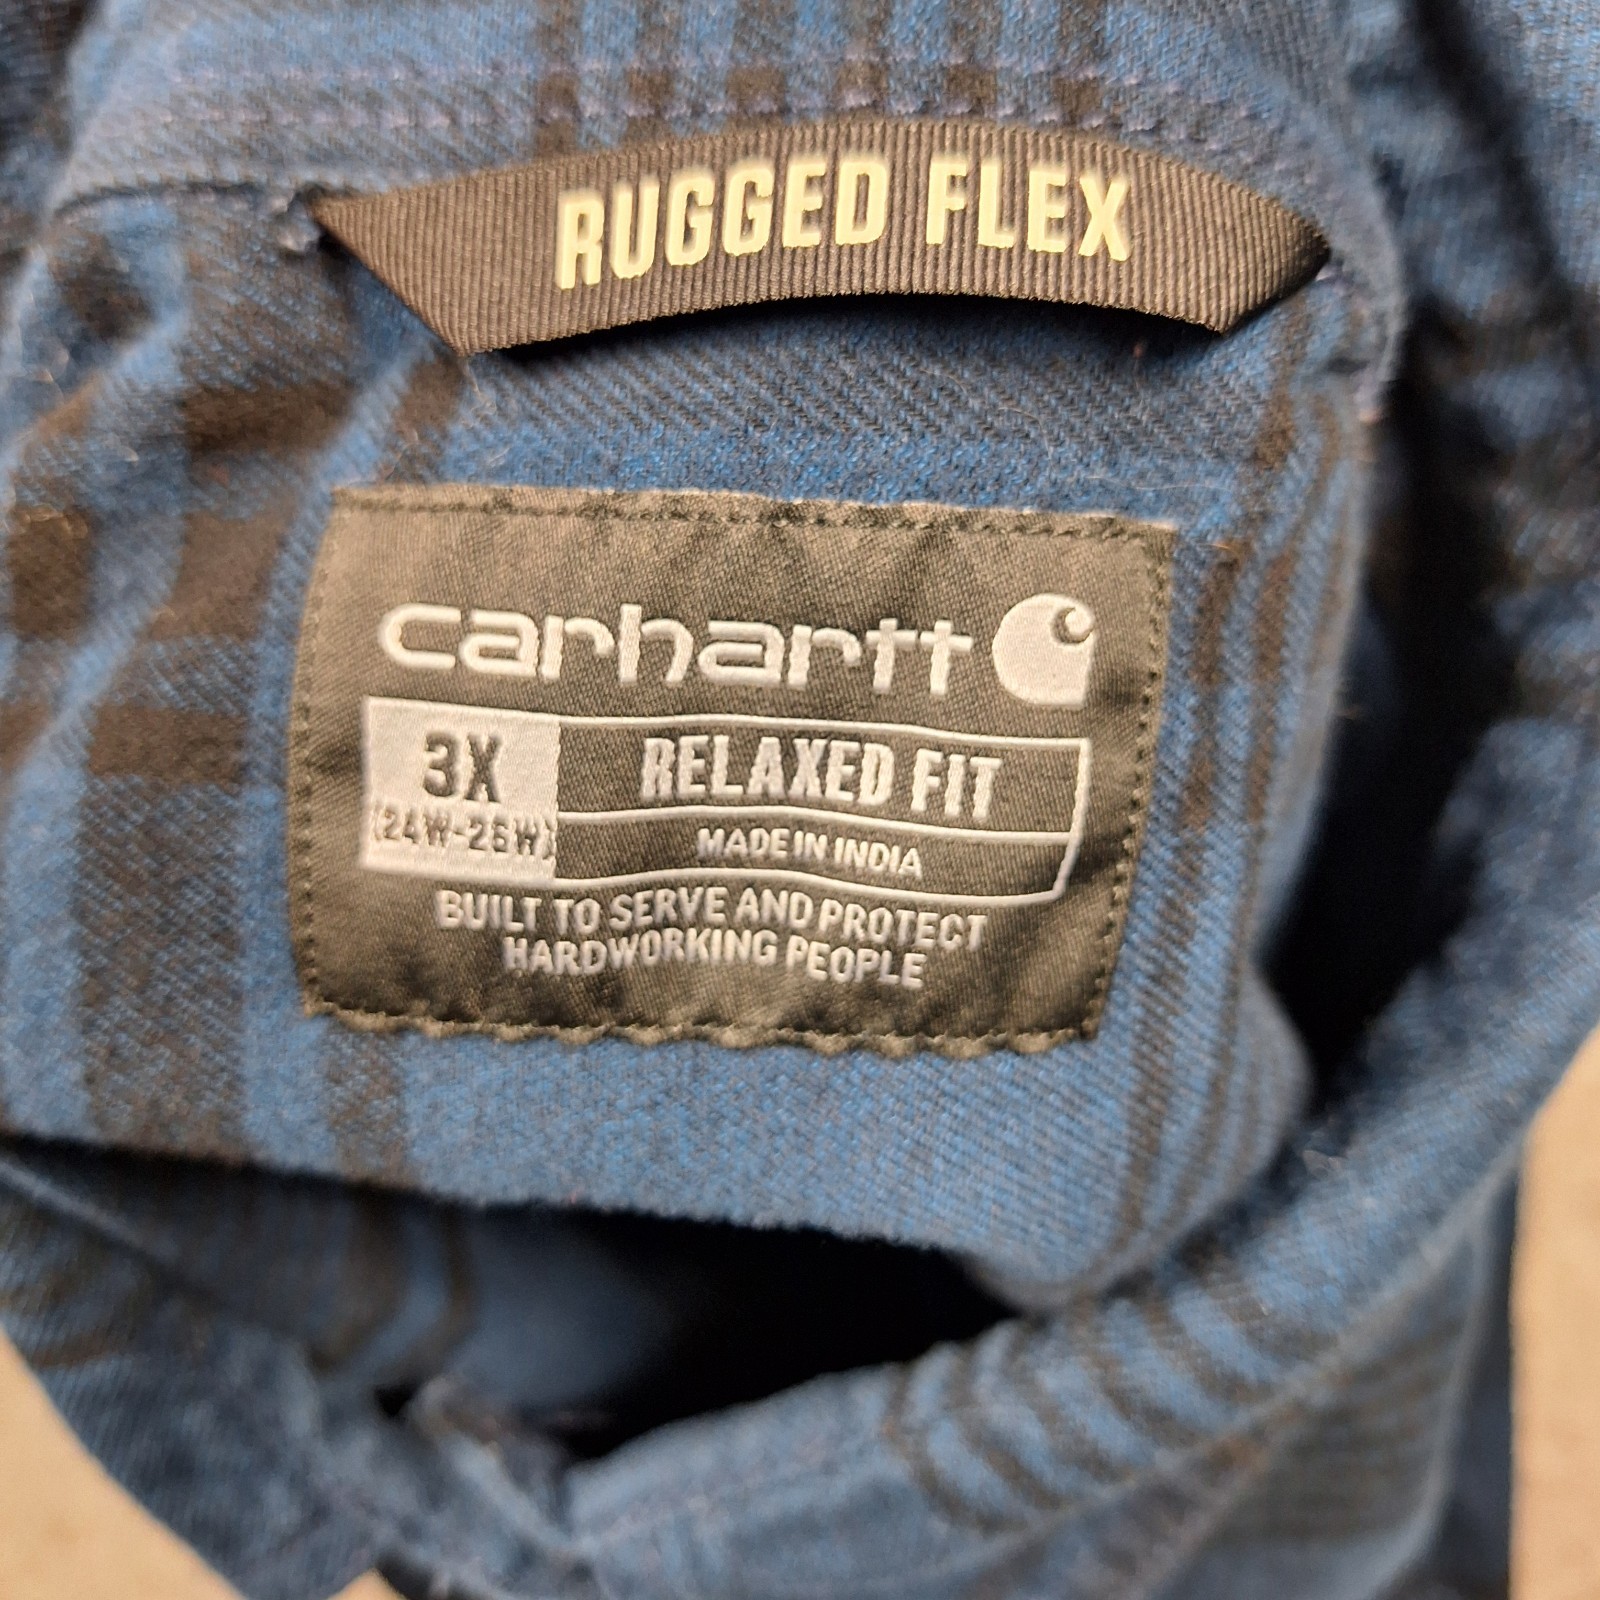 RUGGED FLEX
carhartt
3X
(24W-26W)
RELAXED FIT
MADE IN INDIA
BUILT TO SERVE AND PROTECT
HARDWORKING PEOPLE